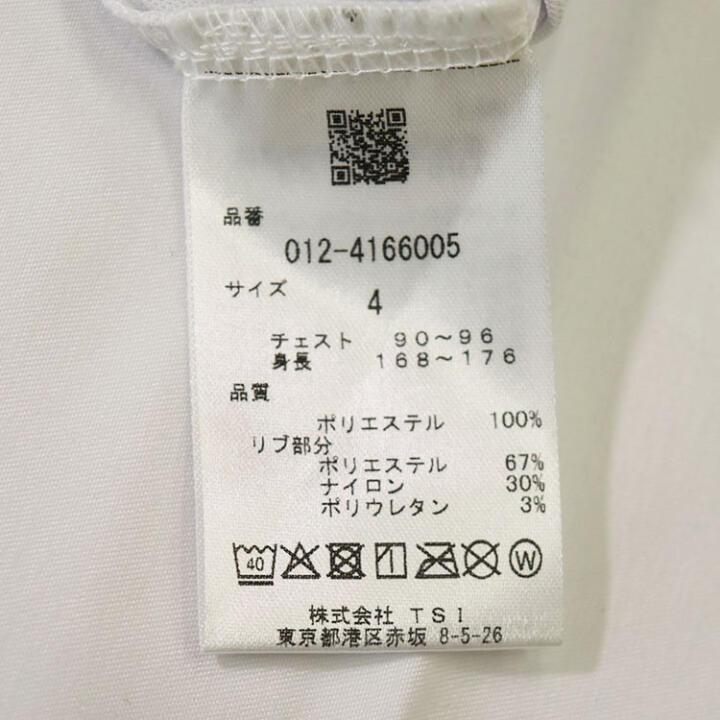 品番
012-4166005
サイズ
4
チェスト 90~96
身長 168~176
品質
ポリエステル 100%
リブ部分
ポリエステル 67%
ナイロン 30%
ポリウレタン 3%
40 W
株式会社 TSI
東京都港区赤坂 8-5-26